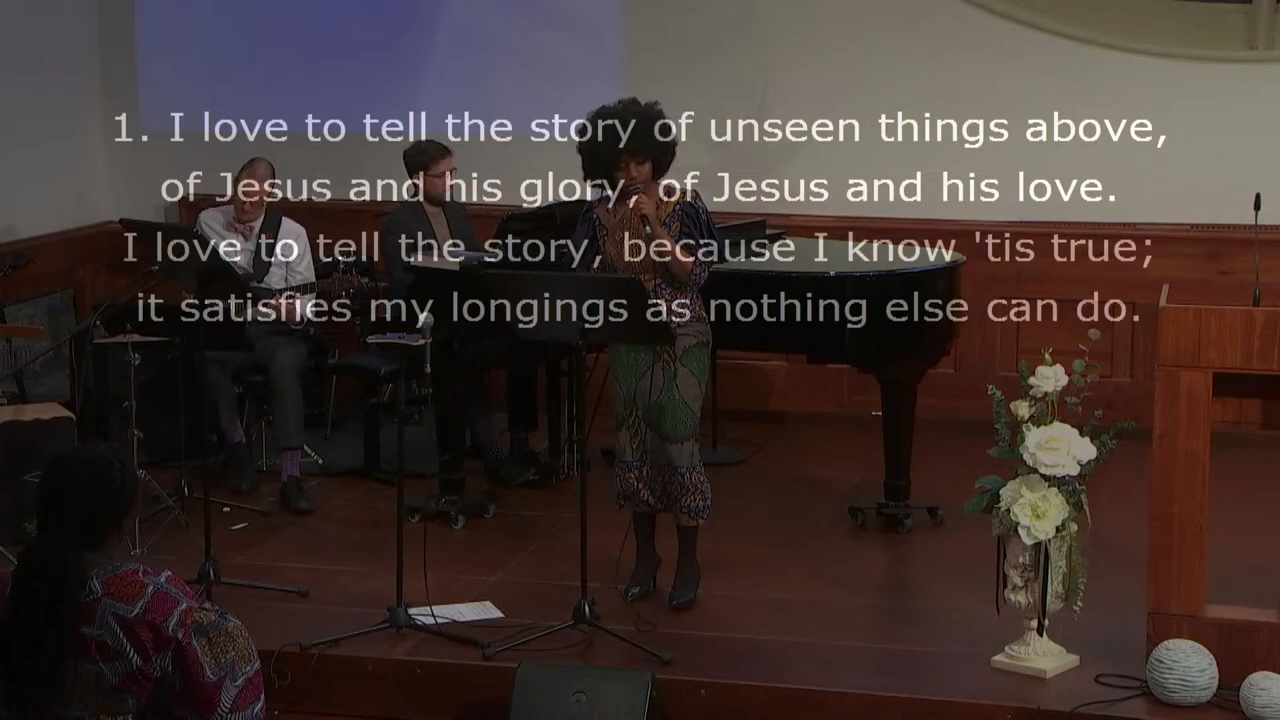 1. I love to tell the story of unseen things above,
of Jesus and his glory, of Jesus and his love.
I love to tell the story, because I know 'tis true;
it satisfies my longings as nothing else can do.